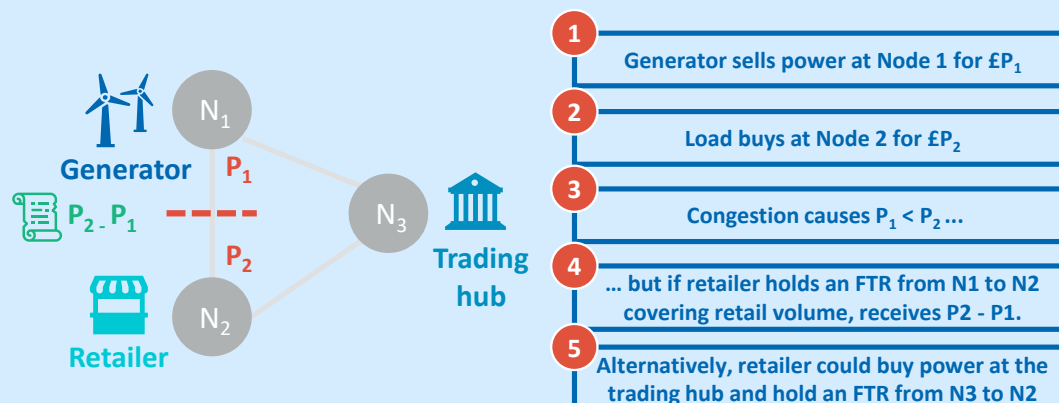 N₁
Generator
P₁
P₂ - P₁
P₂
N₂
Retailer
N₃
Trading
hub
1
Generator sells power at Node 1 for £P₁
2
Load buys at Node 2 for £P₂
3
Congestion causes P₁ < P₂ ...
4
... but if retailer holds an FTR from N1 to N2
covering retail volume, receives P2 - P1.
5
Alternatively, retailer could buy power at the
trading hub and hold an FTR from N3 to N2